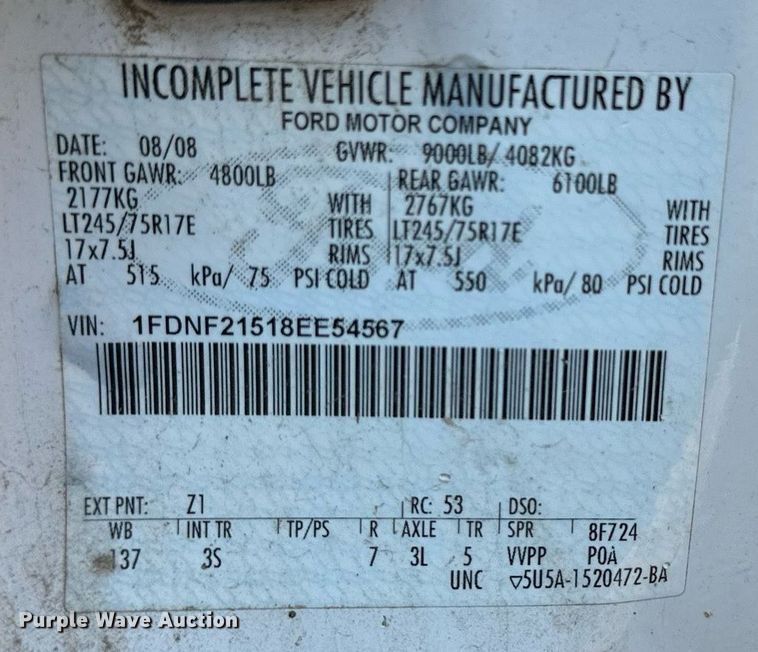 INCOMPLETE VEHICLE MANUFACTURED BY
FORD MOTOR COMPANY
DATE: 08/08 GVWR: 9000LB/ 4082KG
FRONT GAWR: 4800LB REAR GAWR: 6100LB
2177KG WITH 2767KG WITH
LT245/75R17E TIRES LT245/75R17E TIRES
17x7.5J RIMS 17x7.5J RIMS
AT 515 kPa/ 75 PSI COLD AT 550 kPa/ 80 PSI COLD
VIN: 1FDNF21518EE54567
EXT PNT: Z1 RC: 53 DSO:
WB INT TR TP/PS R AXLE TR SPR 8F724
137 3S 7 3L 5 VVPP POA
UNC ▽5U5A-1520472-BA
Purple Wave Auction